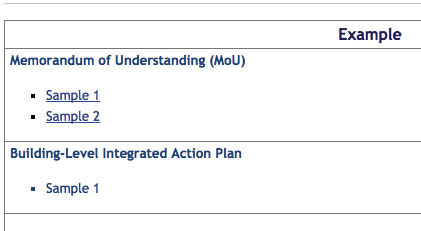 Example
Memorandum of Understanding (MoU)
Sample 1
Sample 2
Building-Level Integrated Action Plan
Sample 1